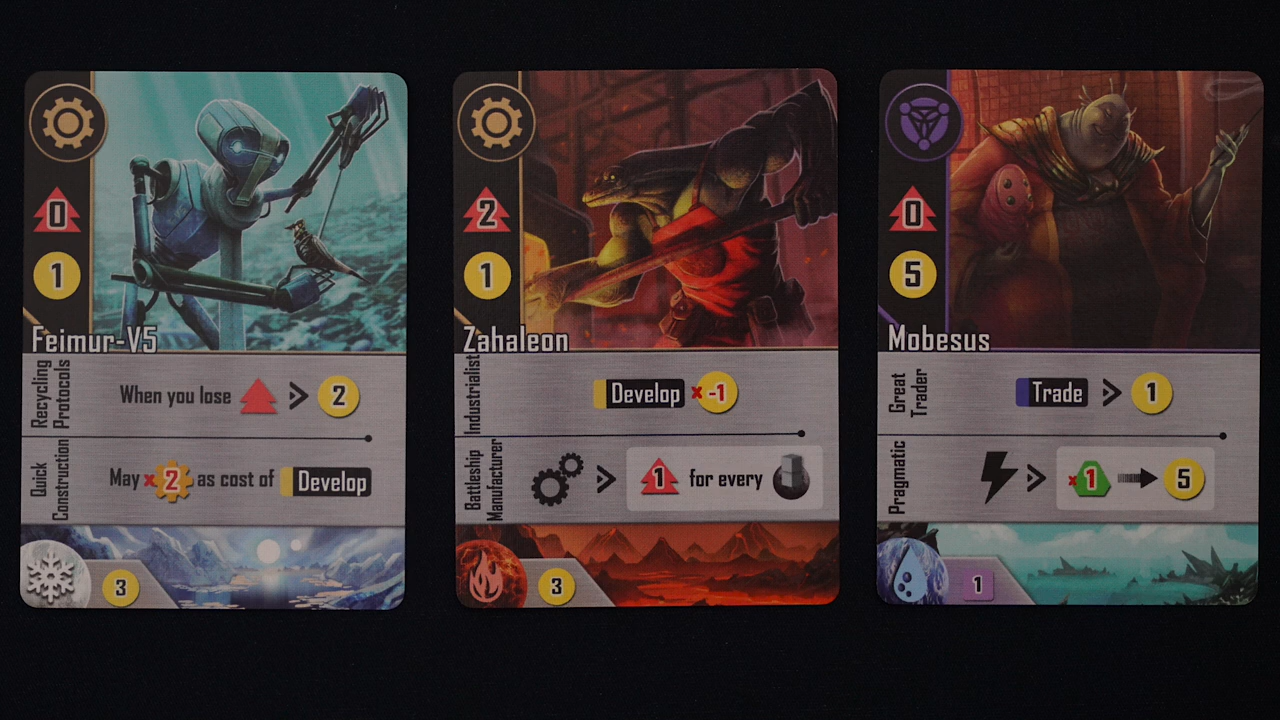 0
1
Feimur-V5
Recycling
Protocols
When you lose > 2
Quick
Construction
May x2 as cost of Develop
3
2
1
Zahaleon
Industrialist
Develop x-1
Battleship
Manufacturer
> 1 for every
3
0
5
Mobesus
Great
Trader
Trade > 1
Pragmatic
> x1 5
1